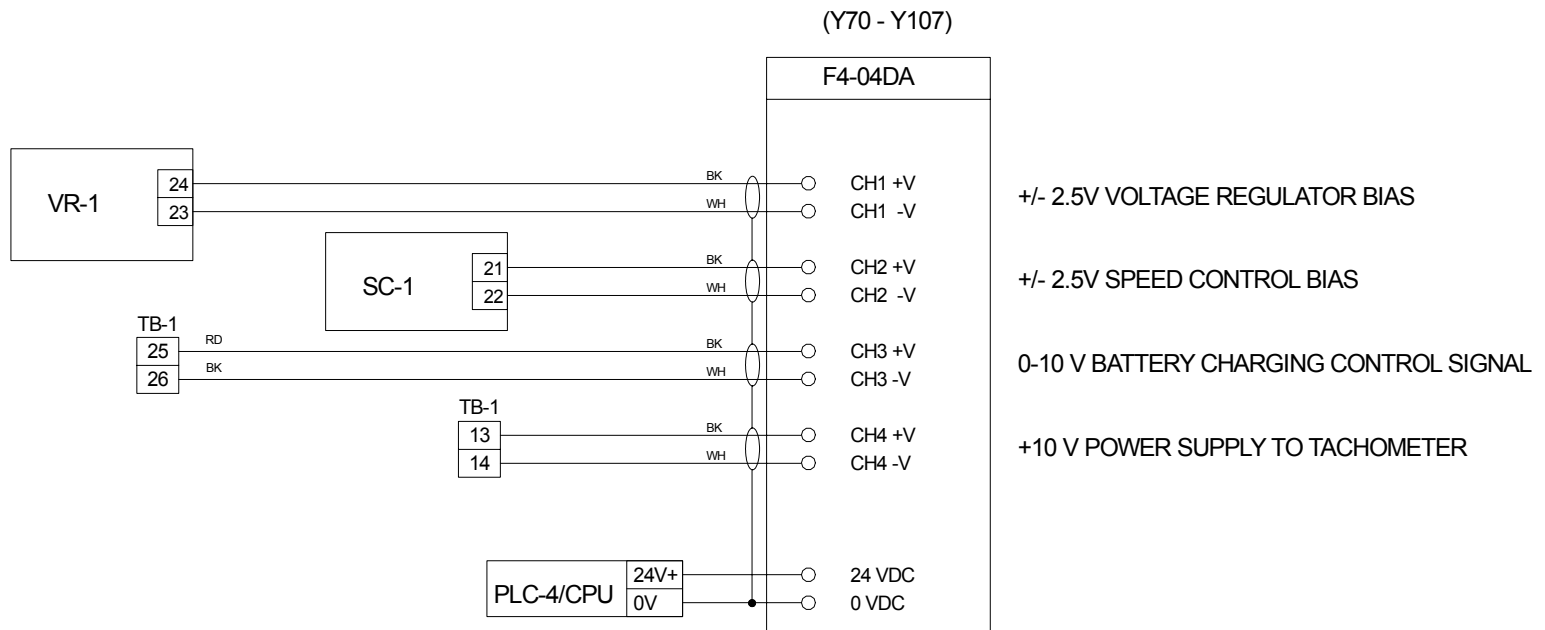 (Y70 - Y107)
F4-04DA
VR-1
24
23
BK
WH
CH1 +V
CH1 -V
+/- 2.5V VOLTAGE REGULATOR BIAS
SC-1
21
22
BK
WH
CH2 +V
CH2 -V
+/- 2.5V SPEED CONTROL BIAS
TB-1
25
26
RD
BK
BK
WH
CH3 +V
CH3 -V
0-10 V BATTERY CHARGING CONTROL SIGNAL
TB-1
13
14
BK
WH
CH4 +V
CH4 -V
+10 V POWER SUPPLY TO TACHOMETER
PLC-4/CPU
24V+
0V
24 VDC
0 VDC